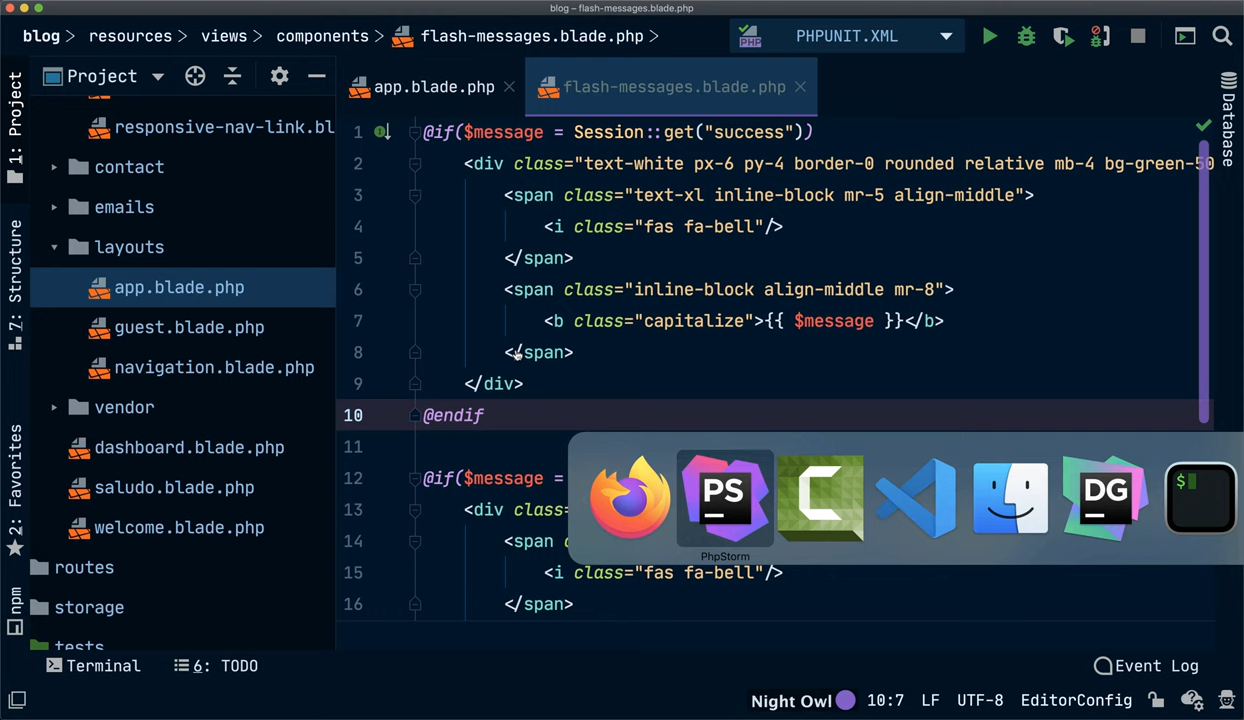 blog – flash-messages.blade.php
blog > resources > views > components > flash-messages.blade.php >
PHPUNIT.XML
Project
app.blade.php
flash-messages.blade.php
1: Project
7: Structure
2: Favorites
npm
Database
responsive-nav-link.bl
contact
emails
layouts
app.blade.php
guest.blade.php
navigation.blade.php
vendor
dashboard.blade.php
saludo.blade.php
welcome.blade.php
routes
storage
tests
1 @if($message = Session::get("success"))
2 <div class="text-white px-6 py-4 border-0 rounded relative mb-4 bg-green-50
3 <span class="text-xl inline-block mr-5 align-middle">
4 <i class="fas fa-bell"/>
5 </span>
6 <span class="inline-block align-middle mr-8">
7 <b class="capitalize">{{ $message }}</b>
8 </span>
9 </div>
10 @endif
11
12 @if($message =
13 <div class=
14 <span
15 <i class="fas fa-bell"/>
16 </span>
PS
C
DG
$
PhpStorm
Terminal
6: TODO
Event Log
Night Owl
10:7
LF
UTF-8
EditorConfig